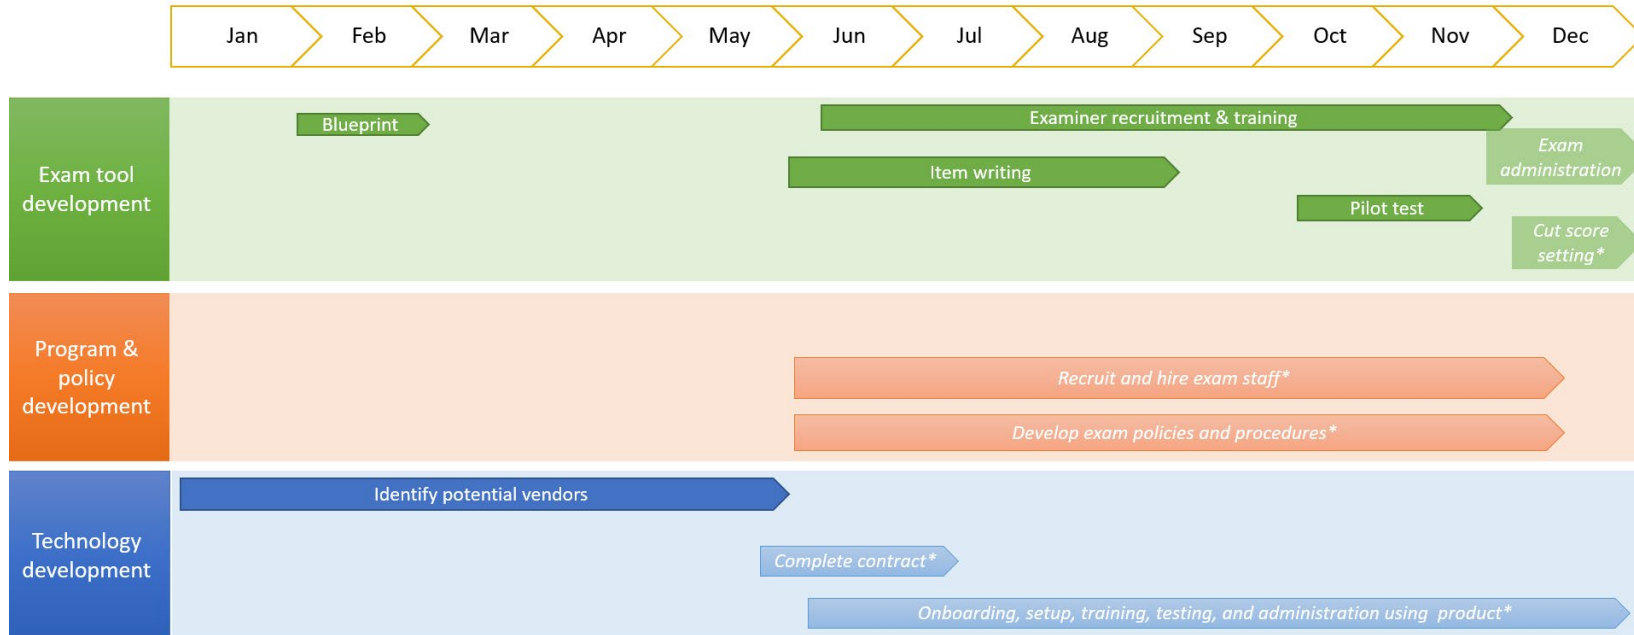 Jan Feb Mar Apr May Jun Jul Aug Sep Oct Nov Dec
Exam tool
development
Blueprint
Examiner recruitment & training
Exam
administration
Item writing
Pilot test
Cut score
setting*
Program &
policy
development
Recruit and hire exam staff*
Develop exam policies and procedures*
Technology
development
Identify potential vendors
Complete contract*
Onboarding, setup, training, testing, and administration using product*